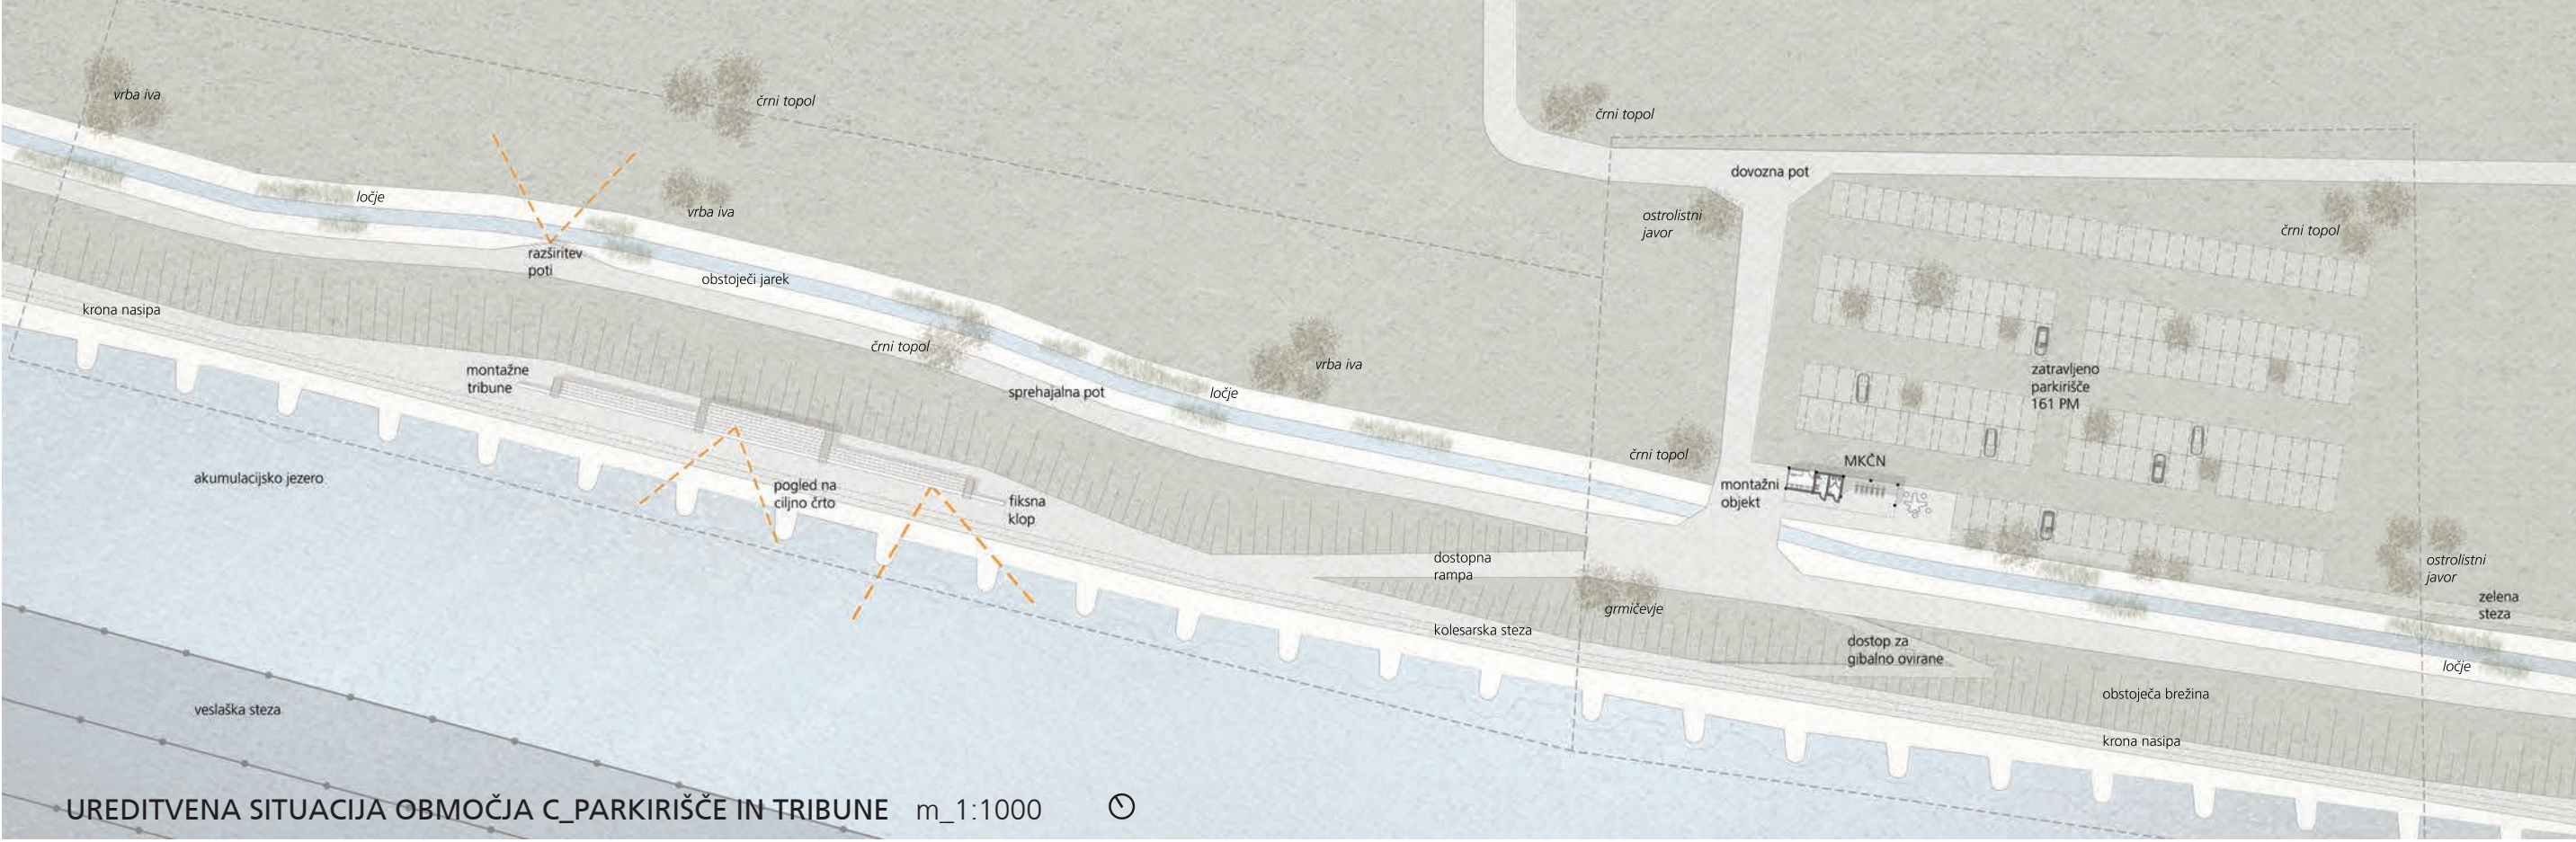 vrba iva
črni topol
črni topol
dovozna pot
ločje
vrba iva
ostrolistni
javor
črni topol
razširitev
poti
obstoječi jarek
krona nasipa
črni topol
vrba iva
montažne
tribune
sprehajalna pot
ločje
zatravljeno
parkirišče
161 PM
črni topol
MKČN
akumulacijsko jezero
pogled na
ciljno črto
fiksna
klop
montažni
objekt
dostopna
rampa
ostrolistni
javor
grmičevje
zelena
steza
kolesarska steza
dostop za
gibalno ovirane
ločje
obstoječa brežina
veslaška steza
krona nasipa
UREDITVENA SITUACIJA OBMOČJA C_PARKIRIŠČE IN TRIBUNE m_1:1000